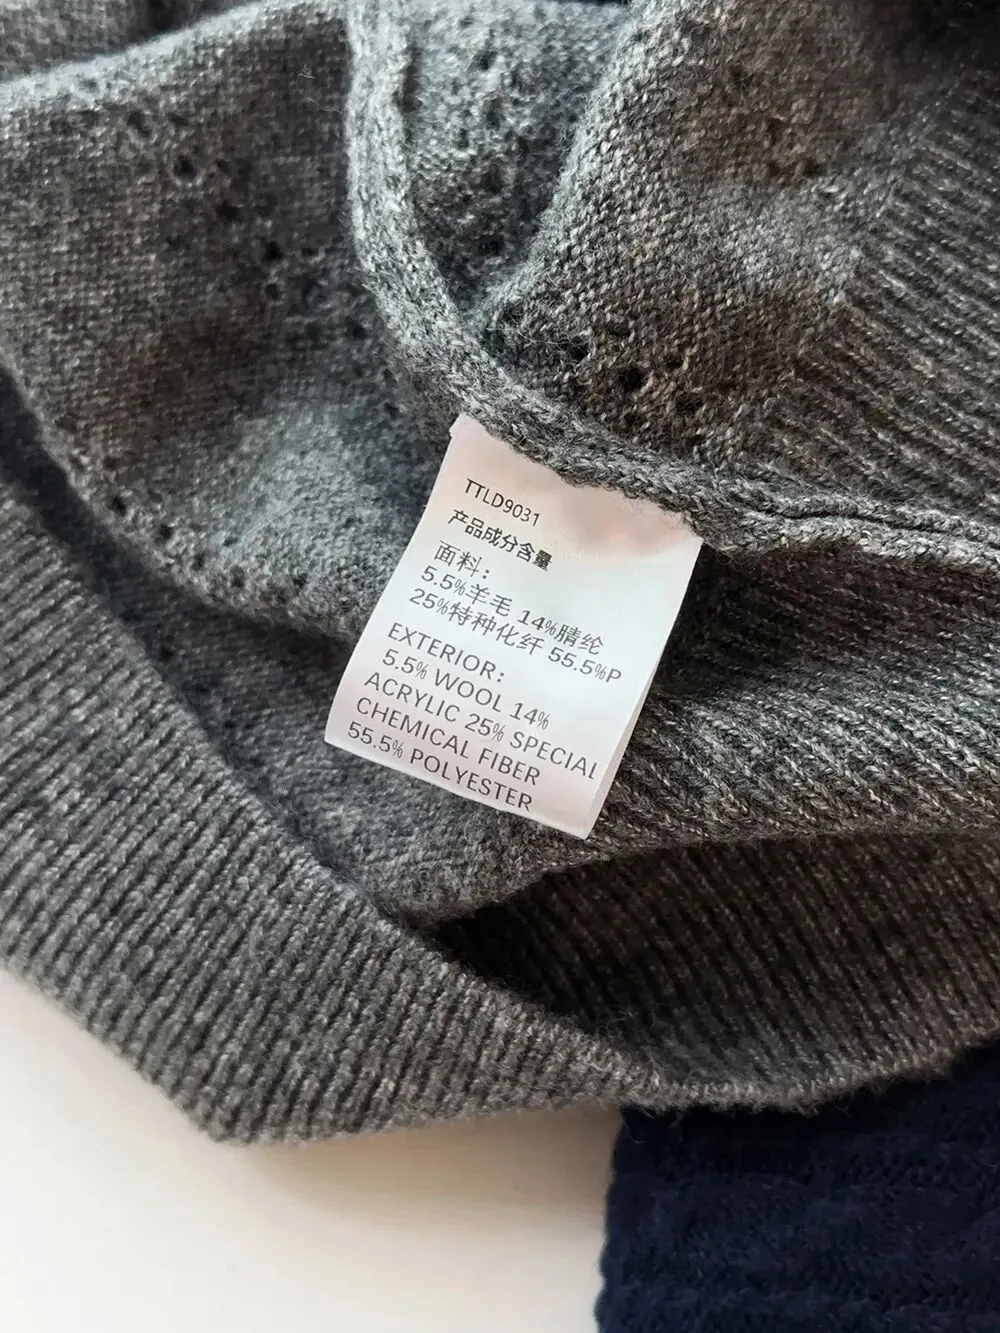 TTLD9031
产品成分含量
面料:
5.5%羊毛 14%腈纶
25%特种化纤 55.5%P
EXTERIOR:
5.5% WOOL 14%
ACRYLIC 25% SPECIAL
CHEMICAL FIBER
55.5% POLYESTER